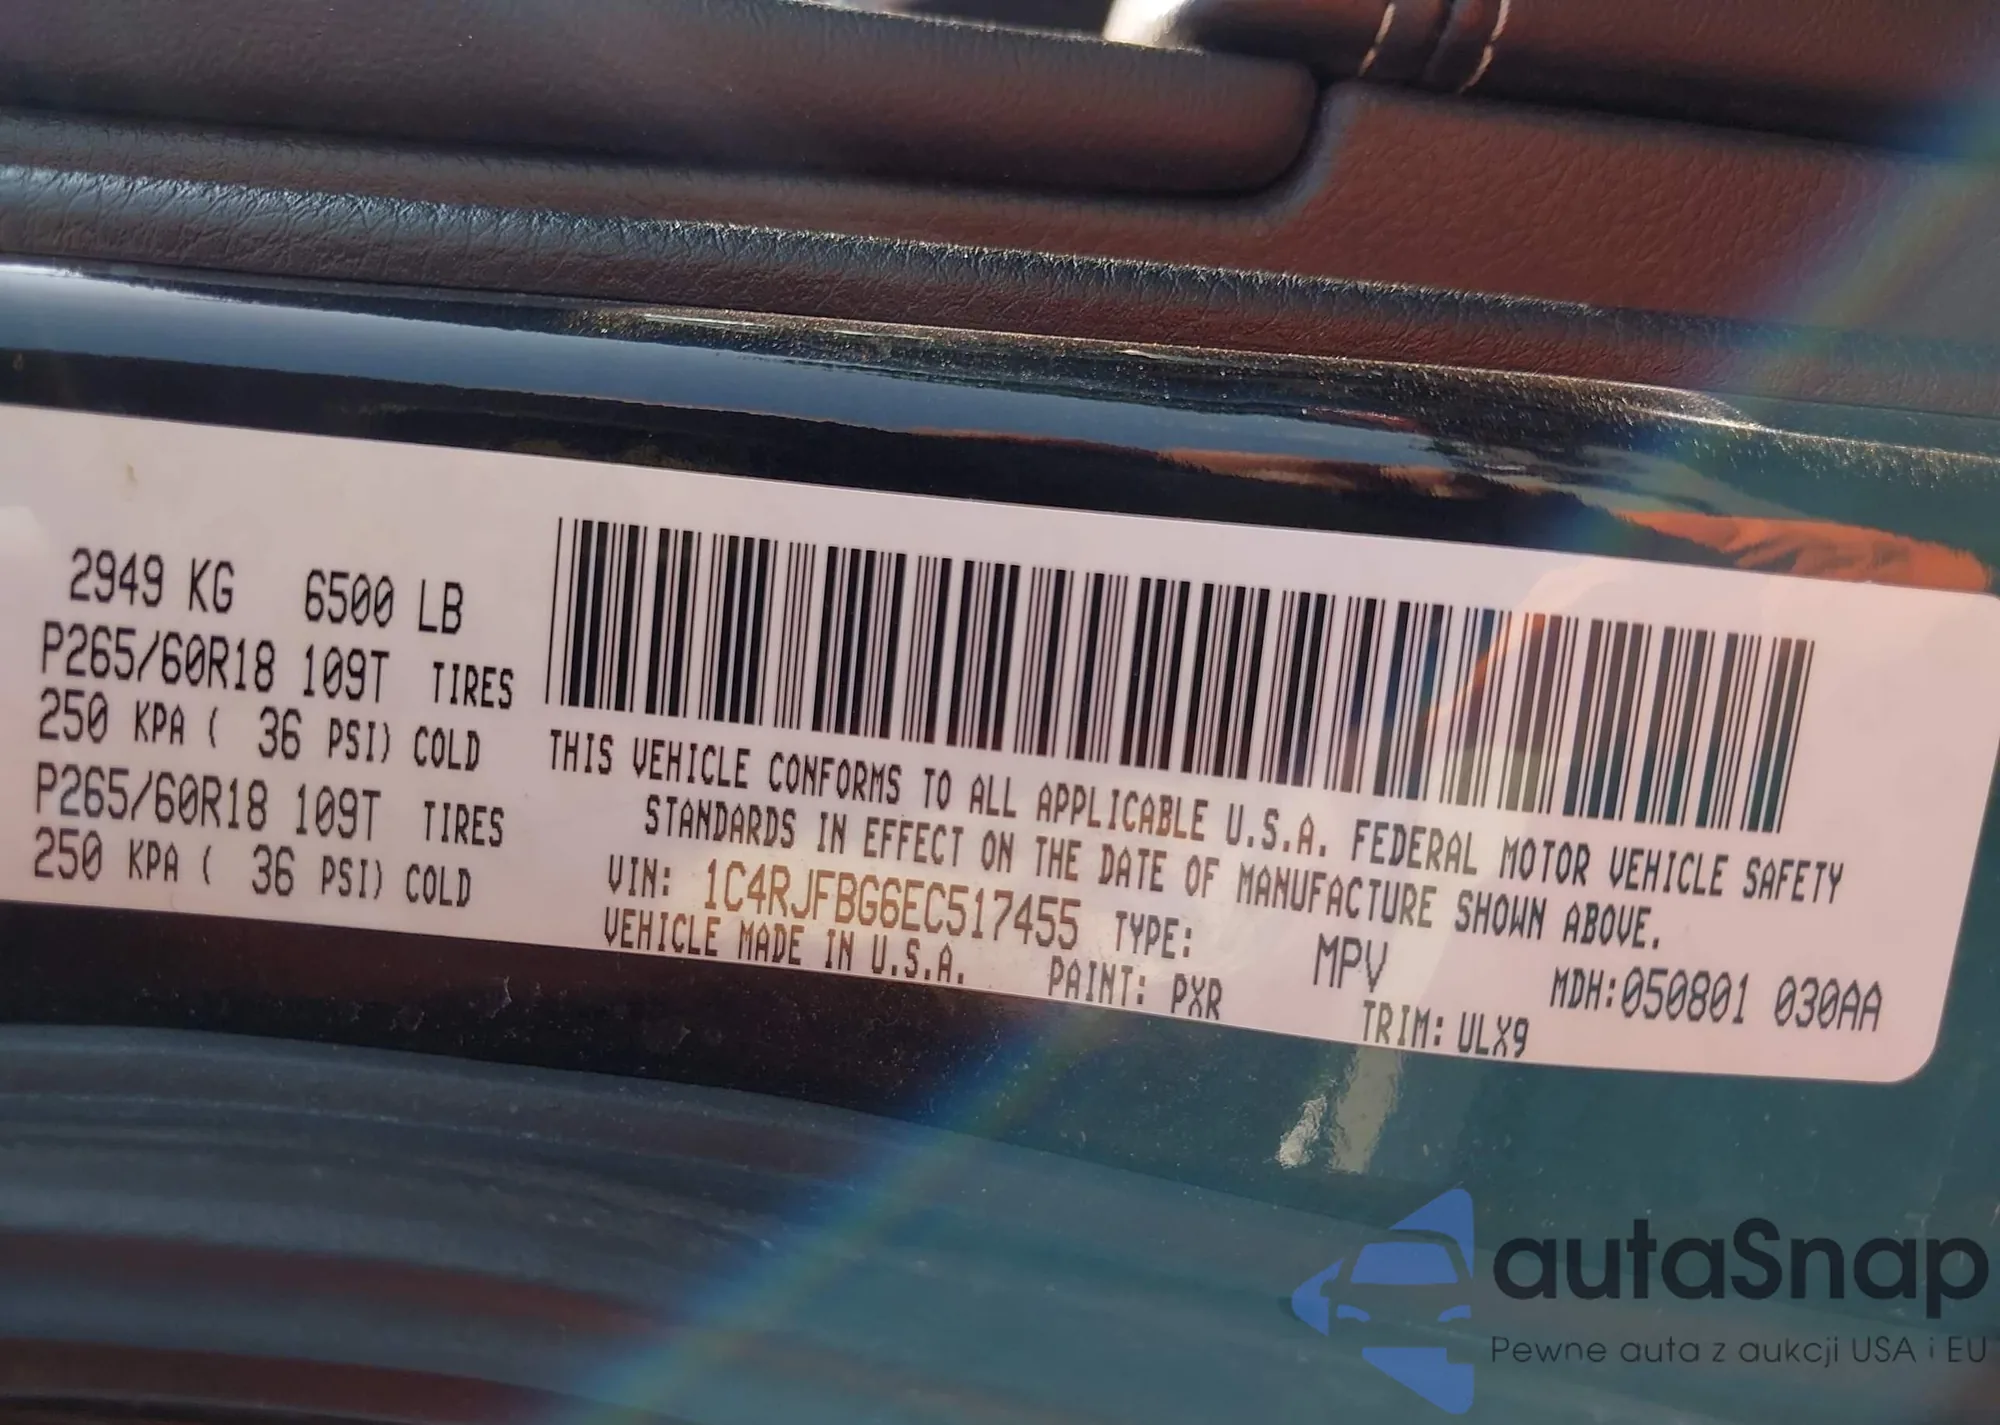 2949 KG 6500 LB
P265/60R18 109T TIRES
250 KPA ( 36 PSI) COLD
P265/60R18 109T TIRES
250 KPA ( 36 PSI) COLD
THIS VEHICLE CONFORMS TO ALL APPLICABLE U.S.A. FEDERAL MOTOR VEHICLE SAFETY
STANDARDS IN EFFECT ON THE DATE OF MANUFACTURE SHOWN ABOVE.
VIN: 1C4RJFBG6EC517455 TYPE: MPV MDH:050801 030AA
VEHICLE MADE IN U.S.A. PAINT: PXR TRIM: ULX9
autaSnap
Pewne auta z aukcji USA i EU